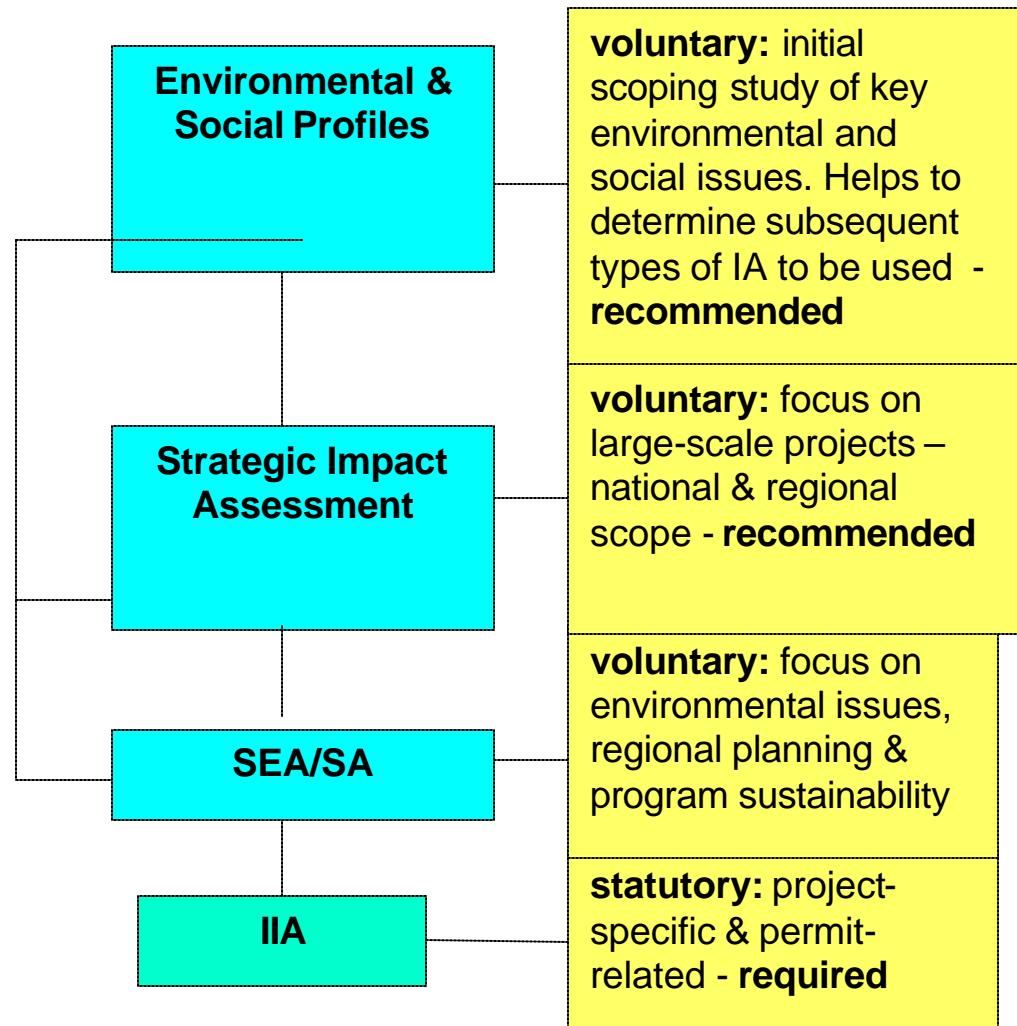 Environmental &
Social Profiles
voluntary: initial
scoping study of key
environmental and
social issues. Helps to
determine subsequent
types of IA to be used -
recommended
Strategic Impact
Assessment
voluntary: focus on
large-scale projects –
national & regional
scope - recommended
SEA/SA
voluntary: focus on
environmental issues,
regional planning &
program sustainability
IIA
statutory: project-
specific & permit-
related - required